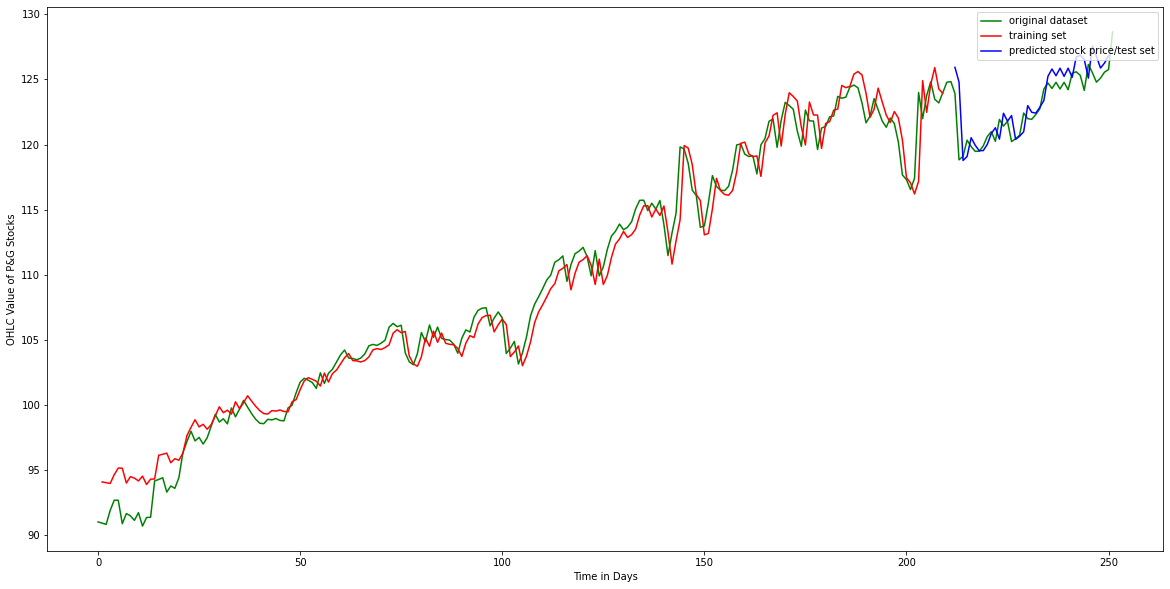 original dataset
training set
predicted stock price/test set
OHLC Value of P&G Stocks
130
125
120
115
110
105
100
95
90
0 50 100 150 200 250
Time in Days